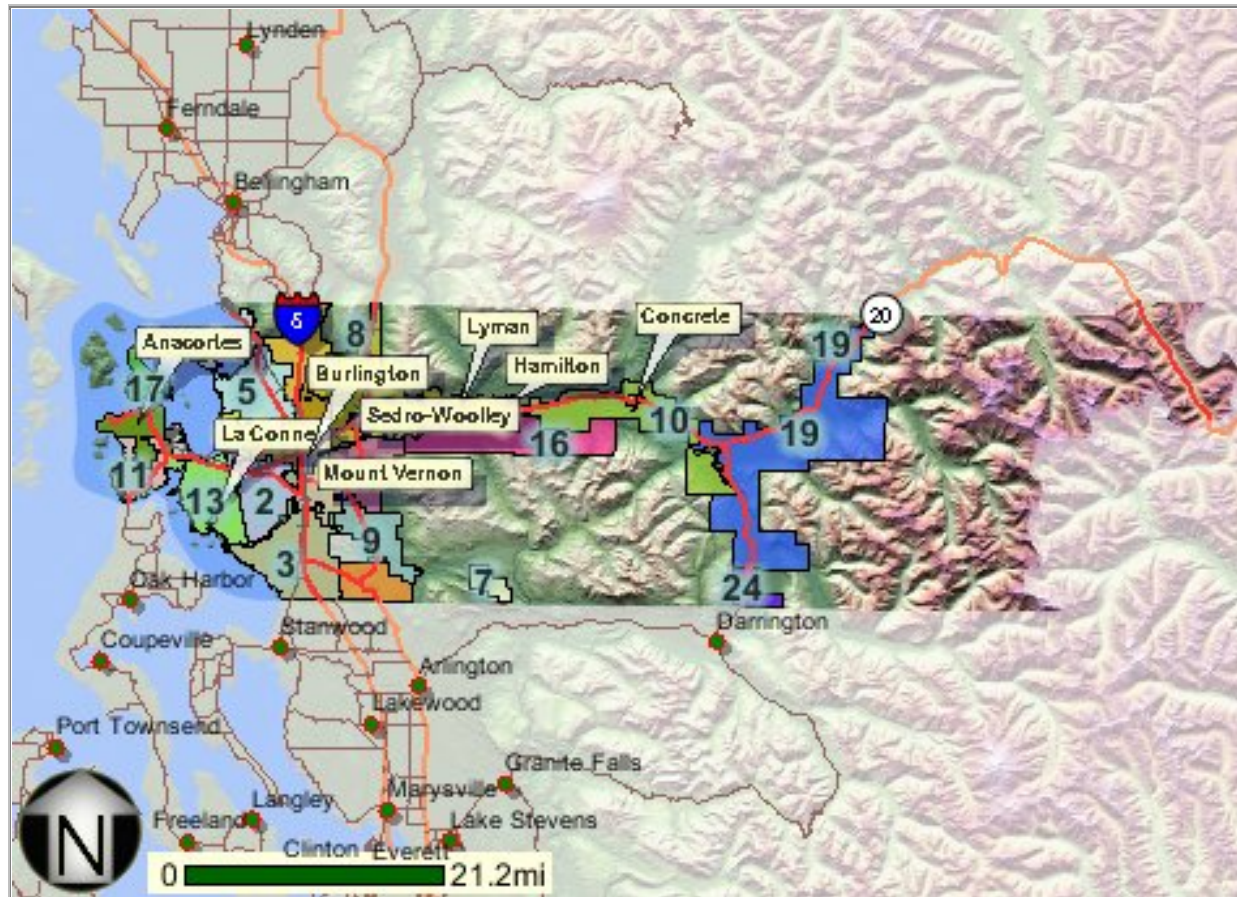 Lynden
Ferndale
Bellingham
5
8
Lyman
Concrete
20
Anacortes
19
17
5
Burlington
Hamilton
La Conne
Sedro-Woolley
10
19
16
11
Mount Vernon
13
2
9
3
7
24
Oak Harbor
Coupeville
Stanwood
Darrington
Arlington
Lakewood
Port Townsend
Granite Falls
Langley
Marysville
Freeland
Lake Stevens
Clinton
Everett
N
0
21.2mi